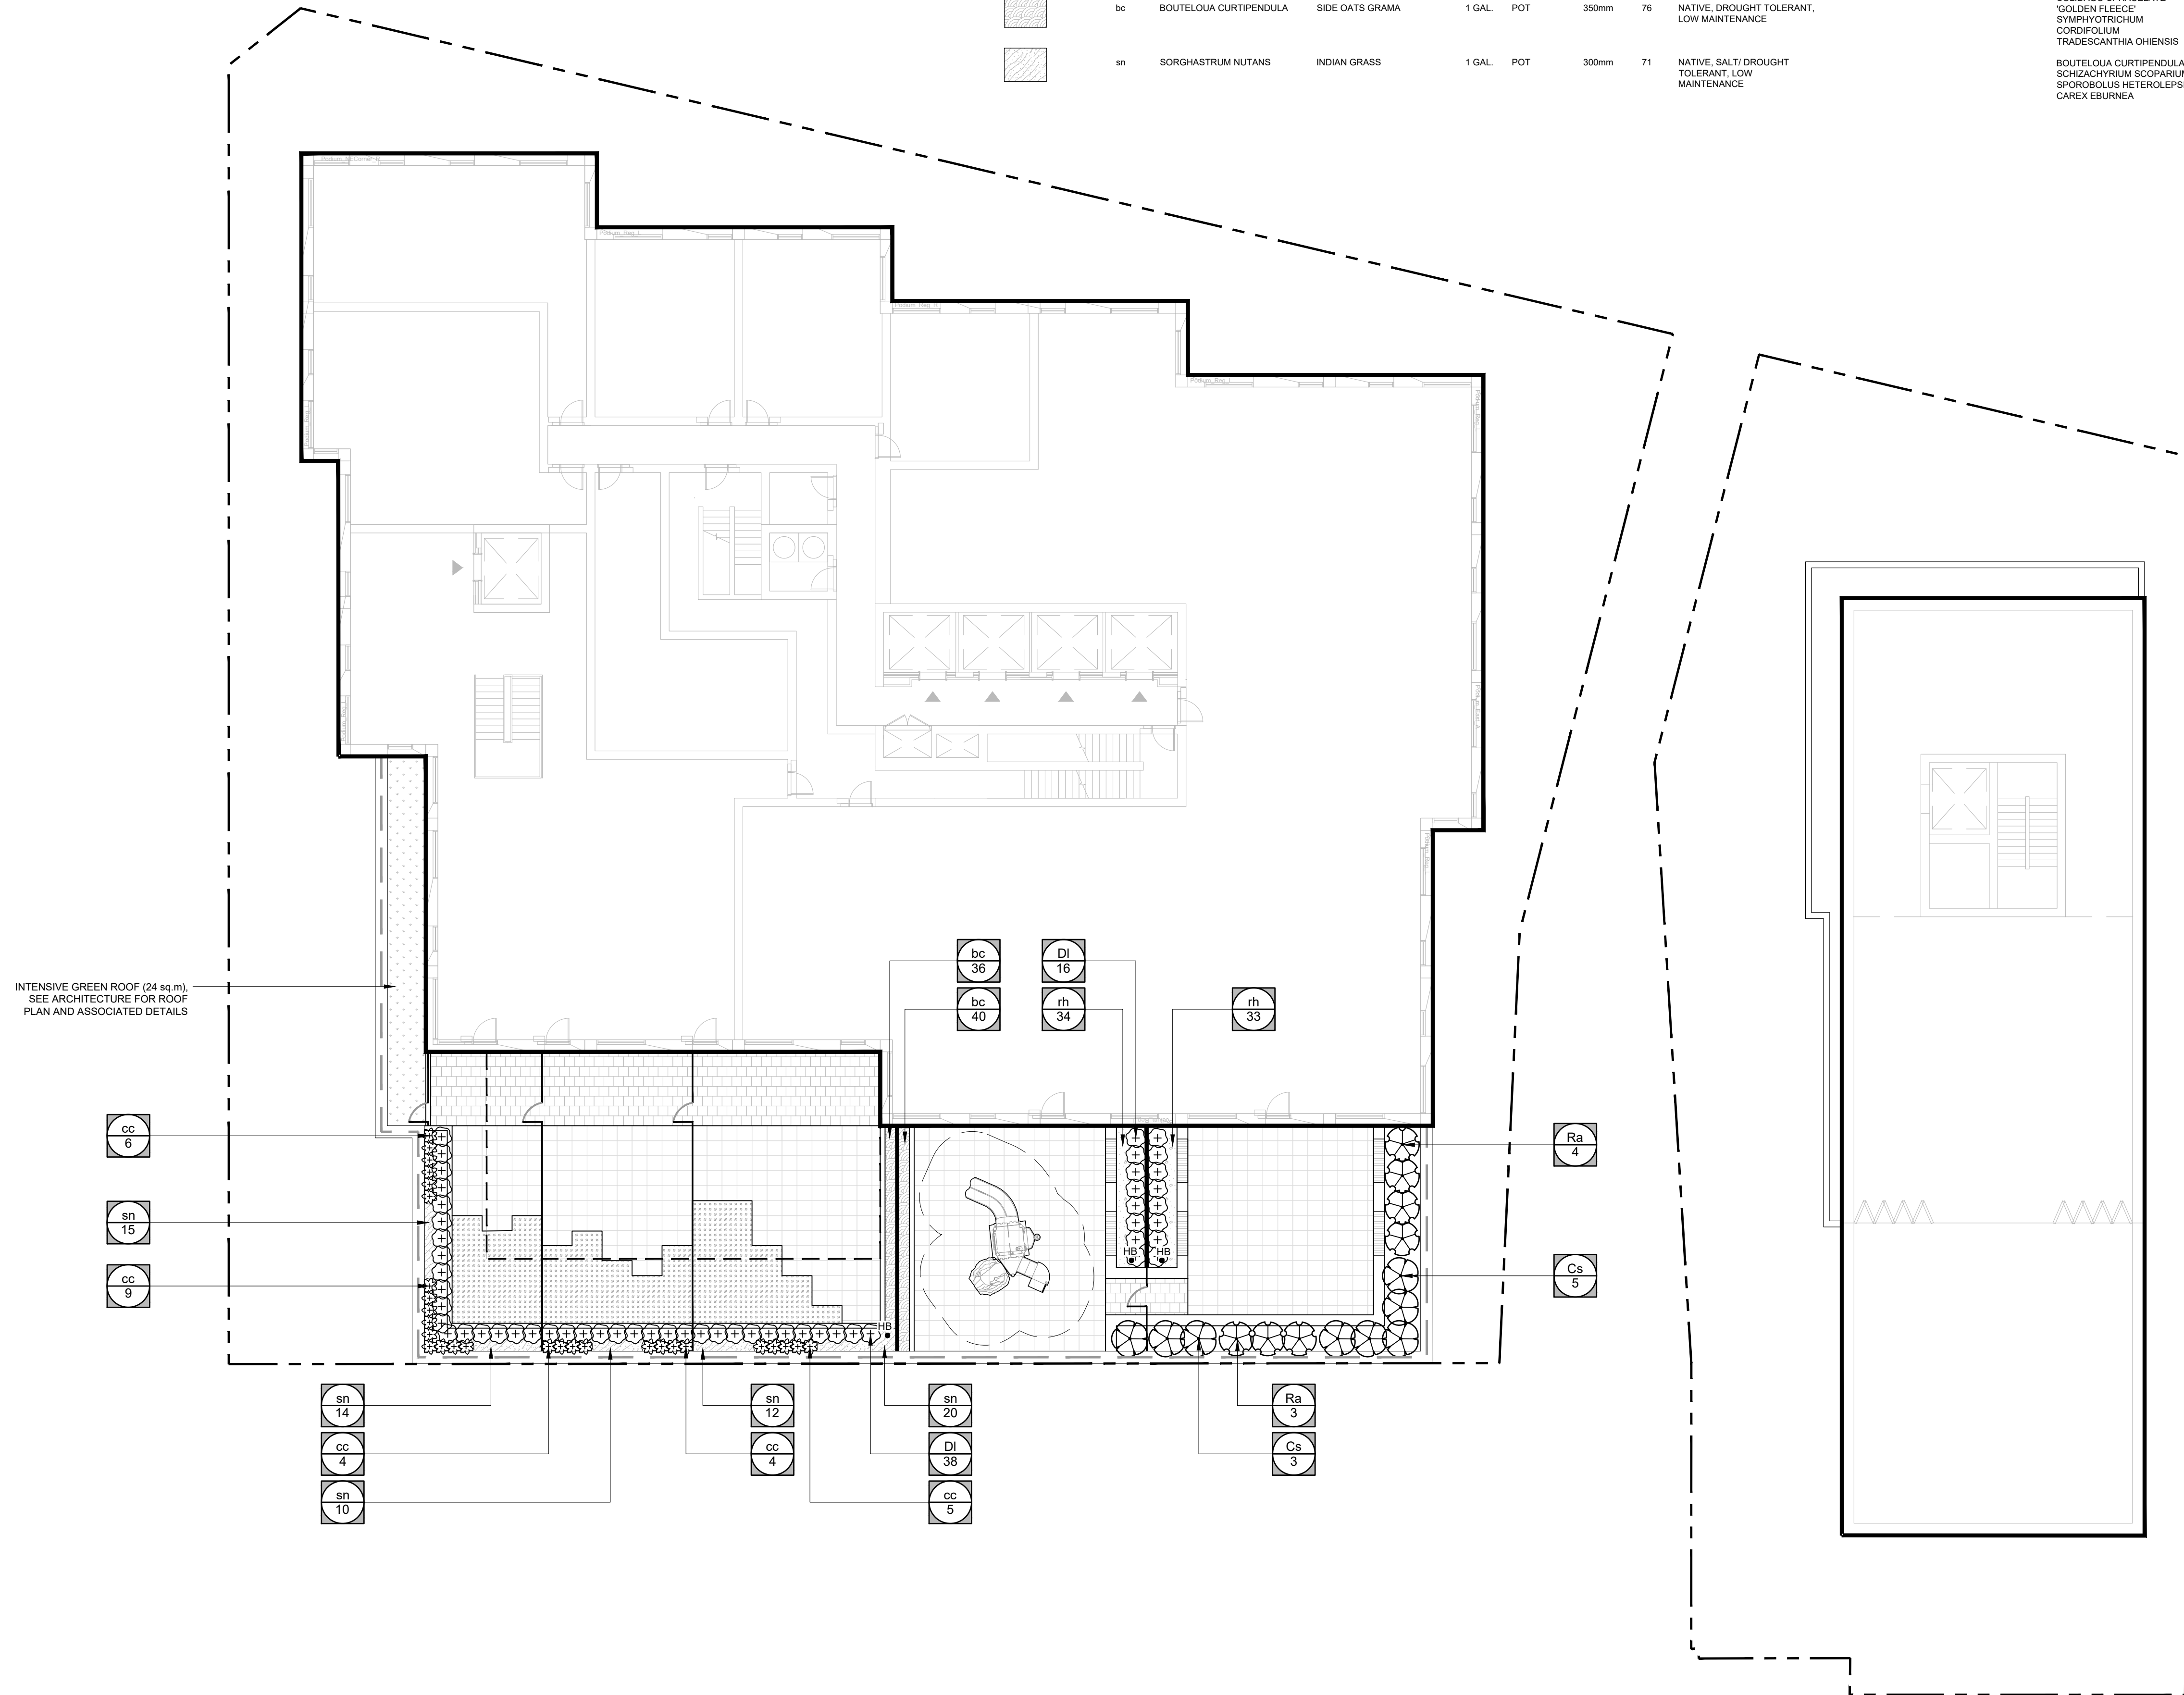 bc BOUTELOUA CURTIPENDULA SIDE OATS GRAMA 1 GAL. POT 350mm 76 NATIVE, DROUGHT TOLERANT,
LOW MAINTENANCE
sn SORGHASTRUM NUTANS INDIAN GRASS 1 GAL. POT 300mm 71 NATIVE, SALT/ DROUGHT
TOLERANT, LOW
MAINTENANCE
'GOLDEN FLEECE'
SYMPHYOTRICHUM
CORDIFOLIUM
TRADESCANTHIA OHIENSIS
BOUTELOUA CURTIPENDULA
SCHIZACHYRIUM SCOPARIUM
SPOROBOLUS HETEROLEPS
CAREX EBURNEA
Podium_Reg_I
Podium_Reg_H
Podium_Reg_I
bc
36
Dl
16
bc
40
rh
34
rh
33
INTENSIVE GREEN ROOF (24 sq.m),
SEE ARCHITECTURE FOR ROOF
PLAN AND ASSOCIATED DETAILS
cc
6
Ra
4
sn
15
HB HB
cc
9
Cs
5
HB
sn
14
sn
12
sn
20
Ra
3
cc
4
cc
4
Dl
38
Cs
3
sn
10
cc
5